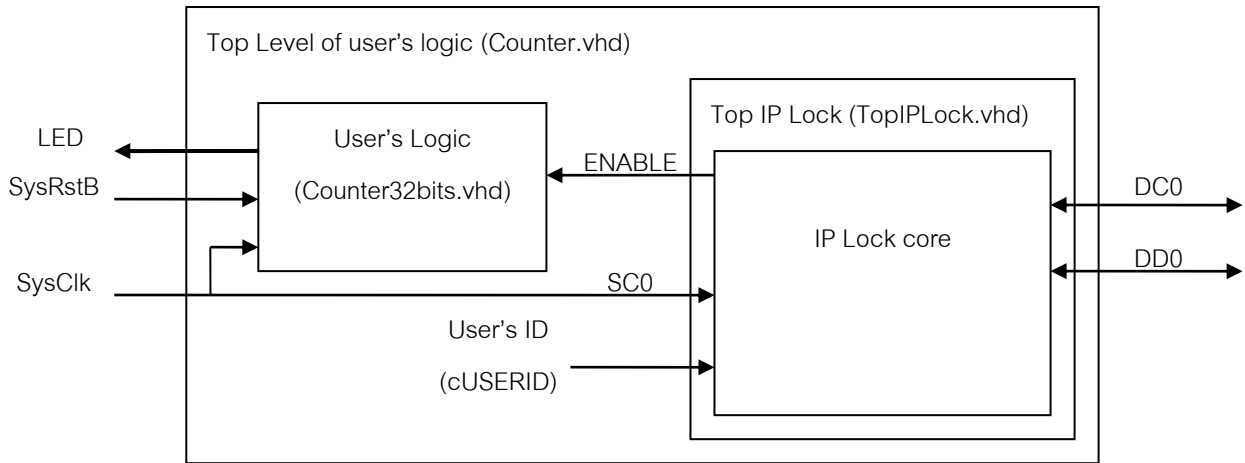 Top Level of user's logic (Counter.vhd)
Top IP Lock (TopIPLock.vhd)
LED
User's Logic
ENABLE
SysRstB
(Counter32bits.vhd)
DC0
IP Lock core
DD0
SysClk
SC0
User's ID
(cUSERID)